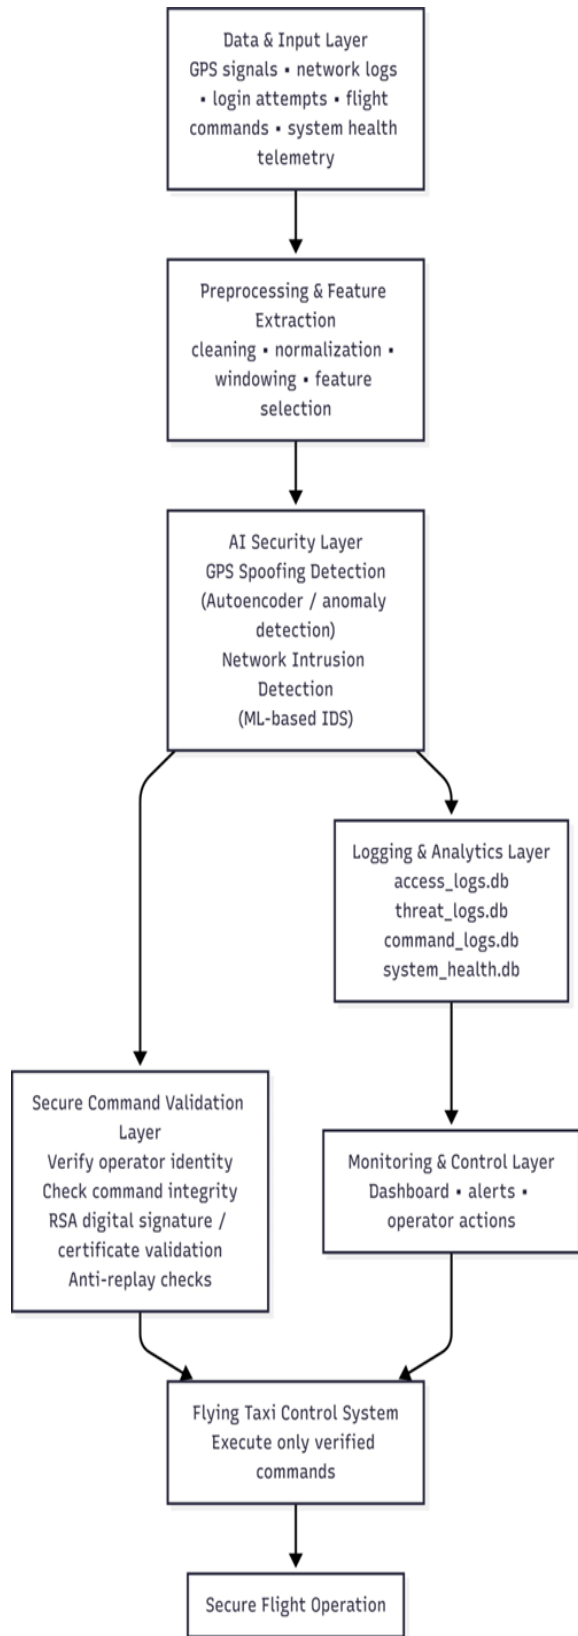 Data & Input Layer
GPS signals ▪ network logs
▪ login attempts ▪ flight
commands ▪ system health
telemetry
Preprocessing & Feature
Extraction
cleaning ▪ normalization ▪
windowing ▪ feature
selection
AI Security Layer
GPS Spoofing Detection
(Autoencoder / anomaly
detection)
Network Intrusion
Detection
(ML-based IDS)
Logging & Analytics Layer
access_logs.db
threat_logs.db
command_logs.db
system_health.db
Secure Command Validation
Layer
Verify operator identity
Check command integrity
RSA digital signature /
certificate validation
Anti-replay checks
Monitoring & Control Layer
Dashboard ▪ alerts ▪
operator actions
Flying Taxi Control System
Execute only verified
commands
Secure Flight Operation